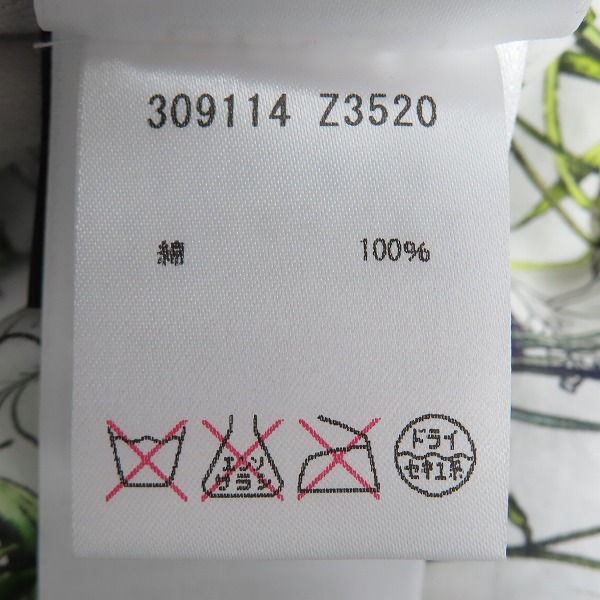 309114 Z3520
綿 100%
エンソ
サラシ
ドライ
セキユ系